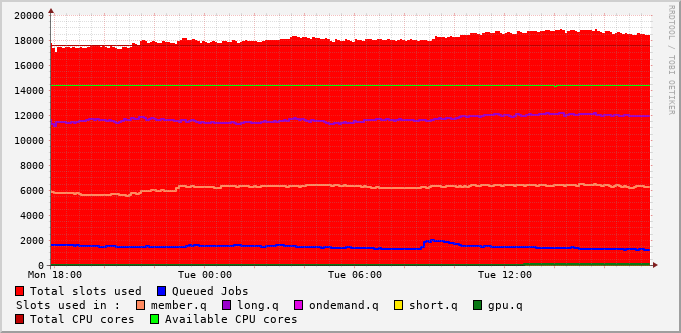 RRDTOOL / TOBI OETIKER
20000
18000
16000
14000
12000
10000
8000
6000
4000
2000
0
Mon 18:00 Tue 00:00 Tue 06:00 Tue 12:00
Total slots used Queued Jobs
Slots used in : member.q long.q ondemand.q short.q gpu.q
Total CPU cores Available CPU cores